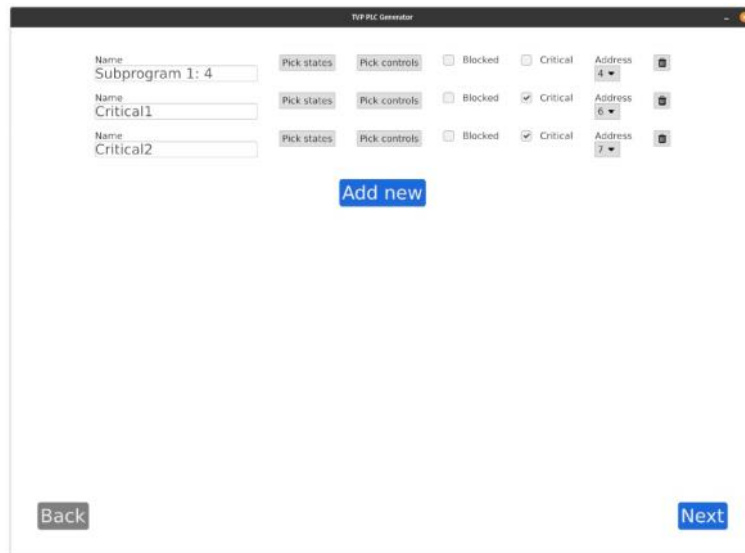 TVP PLC Generator
Name
Subprogram 1: 4 Pick states Pick controls Blocked Critical Address 4
Name
Critical1 Pick states Pick controls Blocked Critical Address 6
Name
Critical2 Pick states Pick controls Blocked Critical Address 7
Add new
Back Next